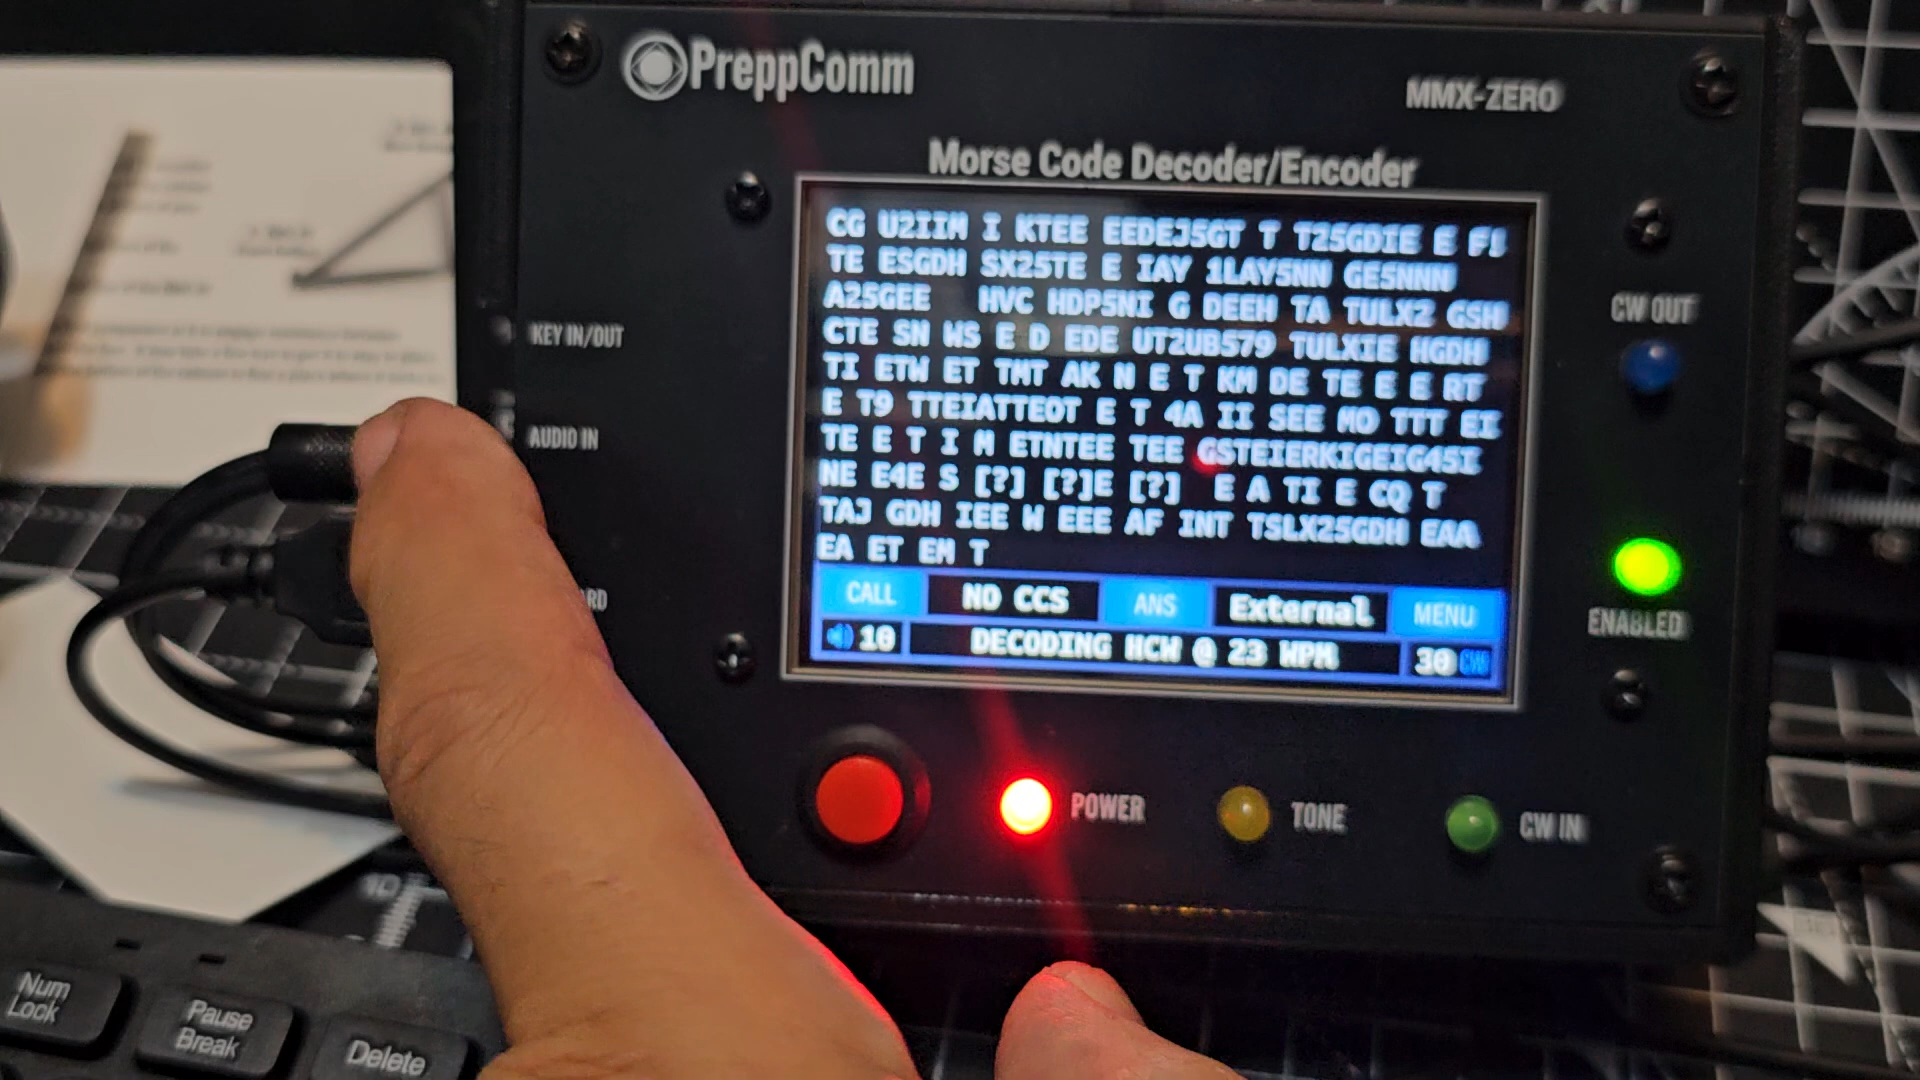 PreppComm
MMX-ZERO
Morse Code Decoder/Encoder
CG U2IIM I KTEE EEDEJ5GT T T25GDIE E F1
TE ESGDH SX25TE E IAY 1LAY5NN GE5NNN
A25GEE HVC HDP5NI G DEEH TA TULX2 GSH
CTE SN WS E D EDE UT2UB579 TULXIE HGDH
TI ETW ET TMT AK N E T KM DE TE E E RT
E T9 TTEIATTEOT E T 4A II SEE MO TTT EI
TE E T I M ETNTEE TEE GSTEIERKIGEIG45I
NE E4E S [?] [?]E [?] E A TI E CQ T
TAJ GDH IEE W EEE AF INT TSLX25GDH EAA
EA ET EM T
CALL NO CCS ANS External MENU
10 DECODING HCW @ 23 WPM 30 CW
KEY IN/OUT
AUDIO IN
RD
CW OUT
ENABLED
POWER
TONE
CW IN
Num
Lock
Pause
Break
Delete